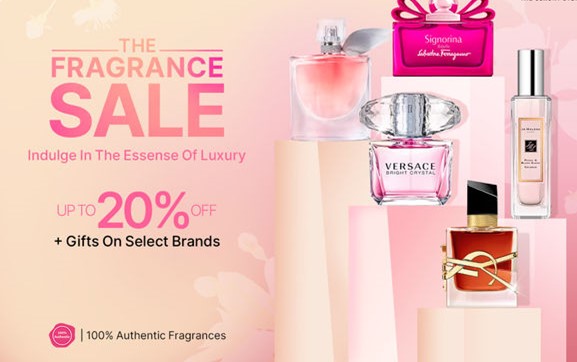 THE
FRAGRANCE
SALE
Indulge In The Essense Of Luxury
UP TO 20% OFF
+ Gifts On Select Brands
| 100% Authentic Fragrances
Signorina
Salvatore Ferragamo
VERSACE
BRIGHT CRYSTAL
JO MALONE